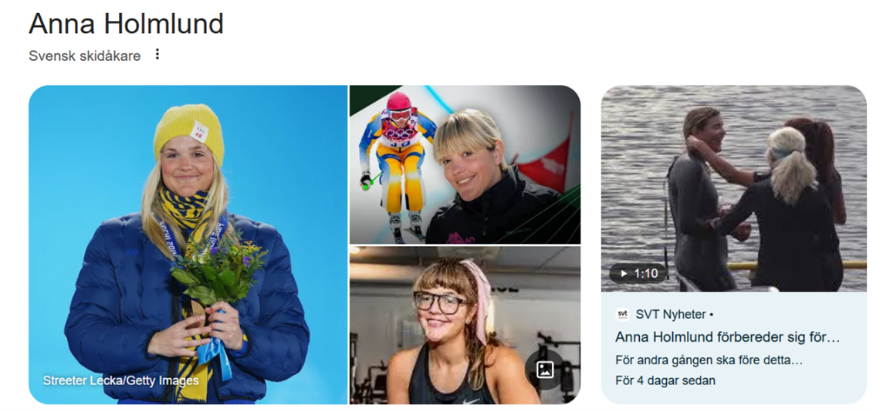 Anna Holmlund
Svensk skidåkare
Streeter Lecka/Getty Images
1:10
svt SVT Nyheter •
Anna Holmlund förbereder sig för…
För andra gången ska före detta…
För 4 dagar sedan